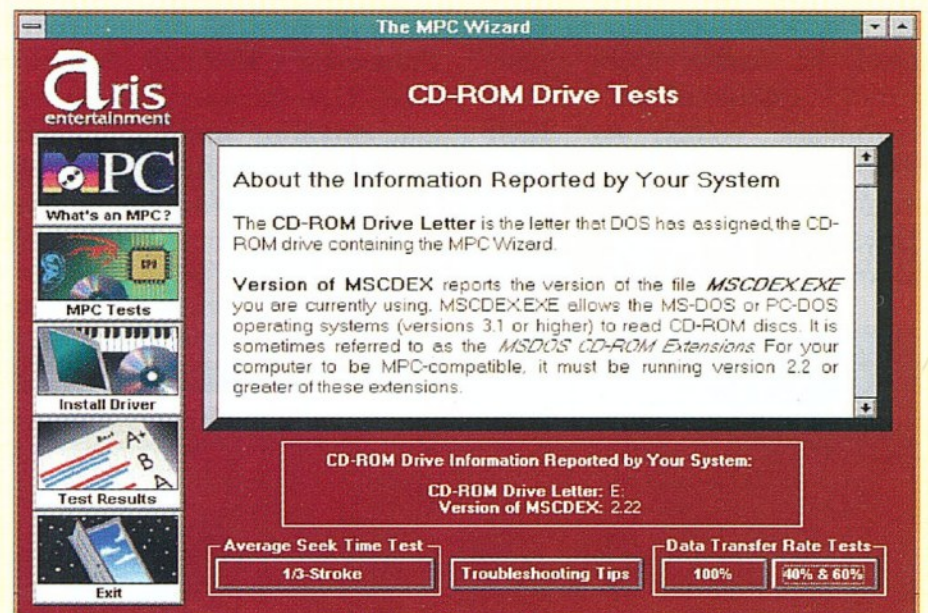 The MPC Wizard
aris
entertainment
CD-ROM Drive Tests
MPC
What's an MPC?
CPU
MPC Tests
Install Driver
Best
A+
B
A
Test Results
Exit
About the Information Reported by Your System
The CD-ROM Drive Letter is the letter that DOS has assigned the CD-
ROM drive containing the MPC Wizard.
Version of MSCDEX reports the version of the file MSCDEX.EXE
you are currently using. MSCDEX.EXE allows the MS-DOS or PC-DOS
operating systems (versions 3.1 or higher) to read CD-ROM discs. It is
sometimes referred to as the MSDOS CD-ROM Extensions. For your
computer to be MPC-compatible, it must be running version 2.2 or
greater of these extensions.
CD-ROM Drive Information Reported by Your System:
CD-ROM Drive Letter: E:
Version of MSCDEX: 2.22
Average Seek Time Test
1/3-Stroke
Troubleshooting Tips
Data Transfer Rate Tests
100%
40% & 60%